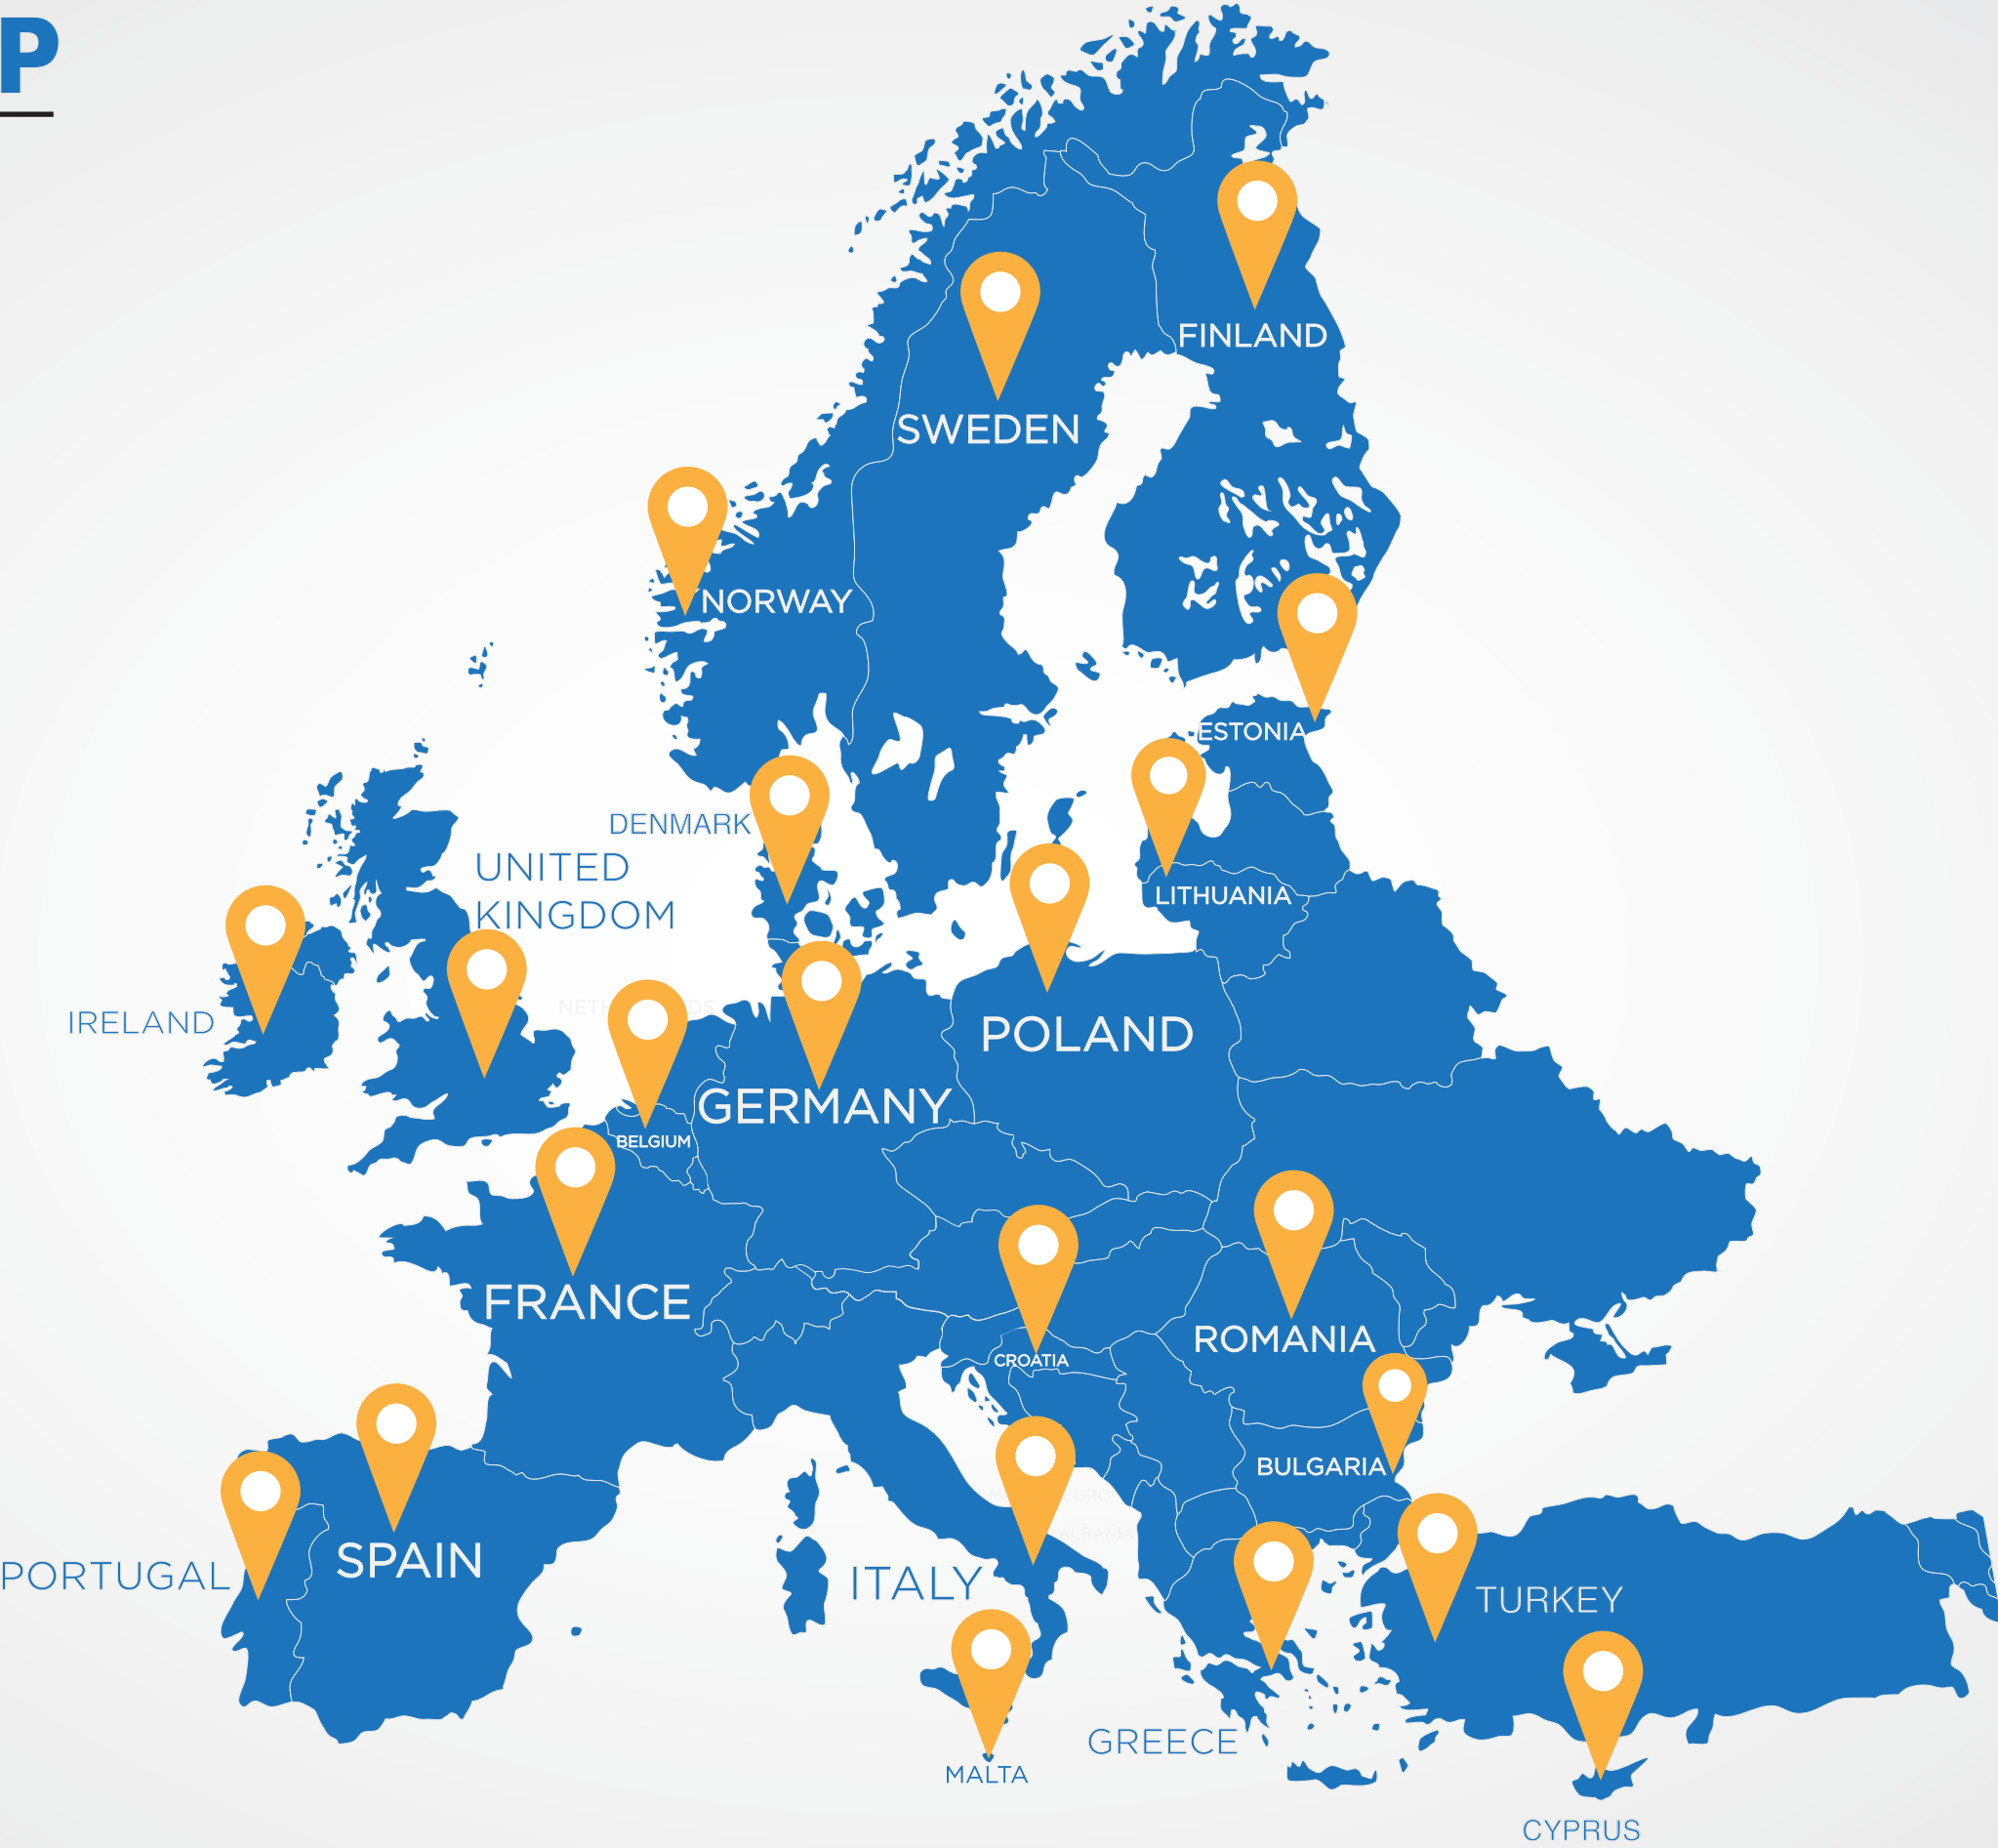 P
FINLAND
SWEDEN
NORWAY
ESTONIA
DENMARK
UNITED
KINGDOM
LITHUANIA
IRELAND
POLAND
GERMANY
BELGIUM
FRANCE
ROMANIA
CROATIA
BULGARIA
ALBANIA
SPAIN
PORTUGAL
ITALY
TURKEY
GREECE
MALTA
CYPRUS